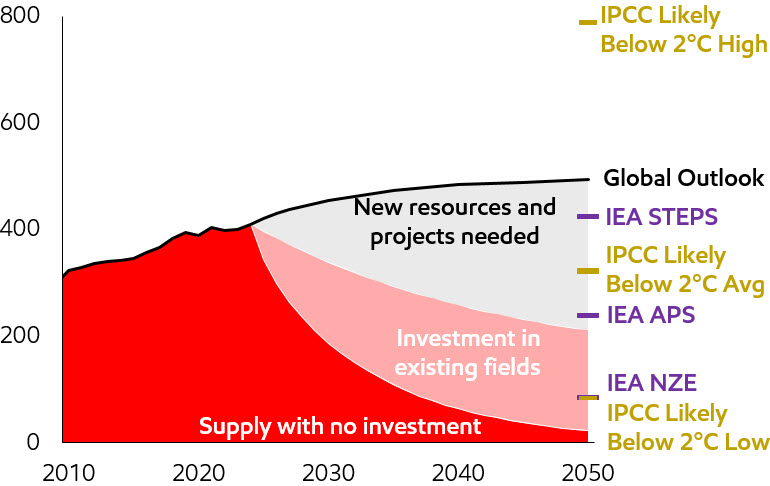 800
600
400
200
0
2010
2020
2030
2040
2050
IPCC Likely
Below 2°C High
Global Outlook
IEA STEPS
IPCC Likely
Below 2°C Avg
IEA APS
IEA NZE
IPCC Likely
Below 2°C Low
New resources and
projects needed
Investment in
existing fields
Supply with no investment